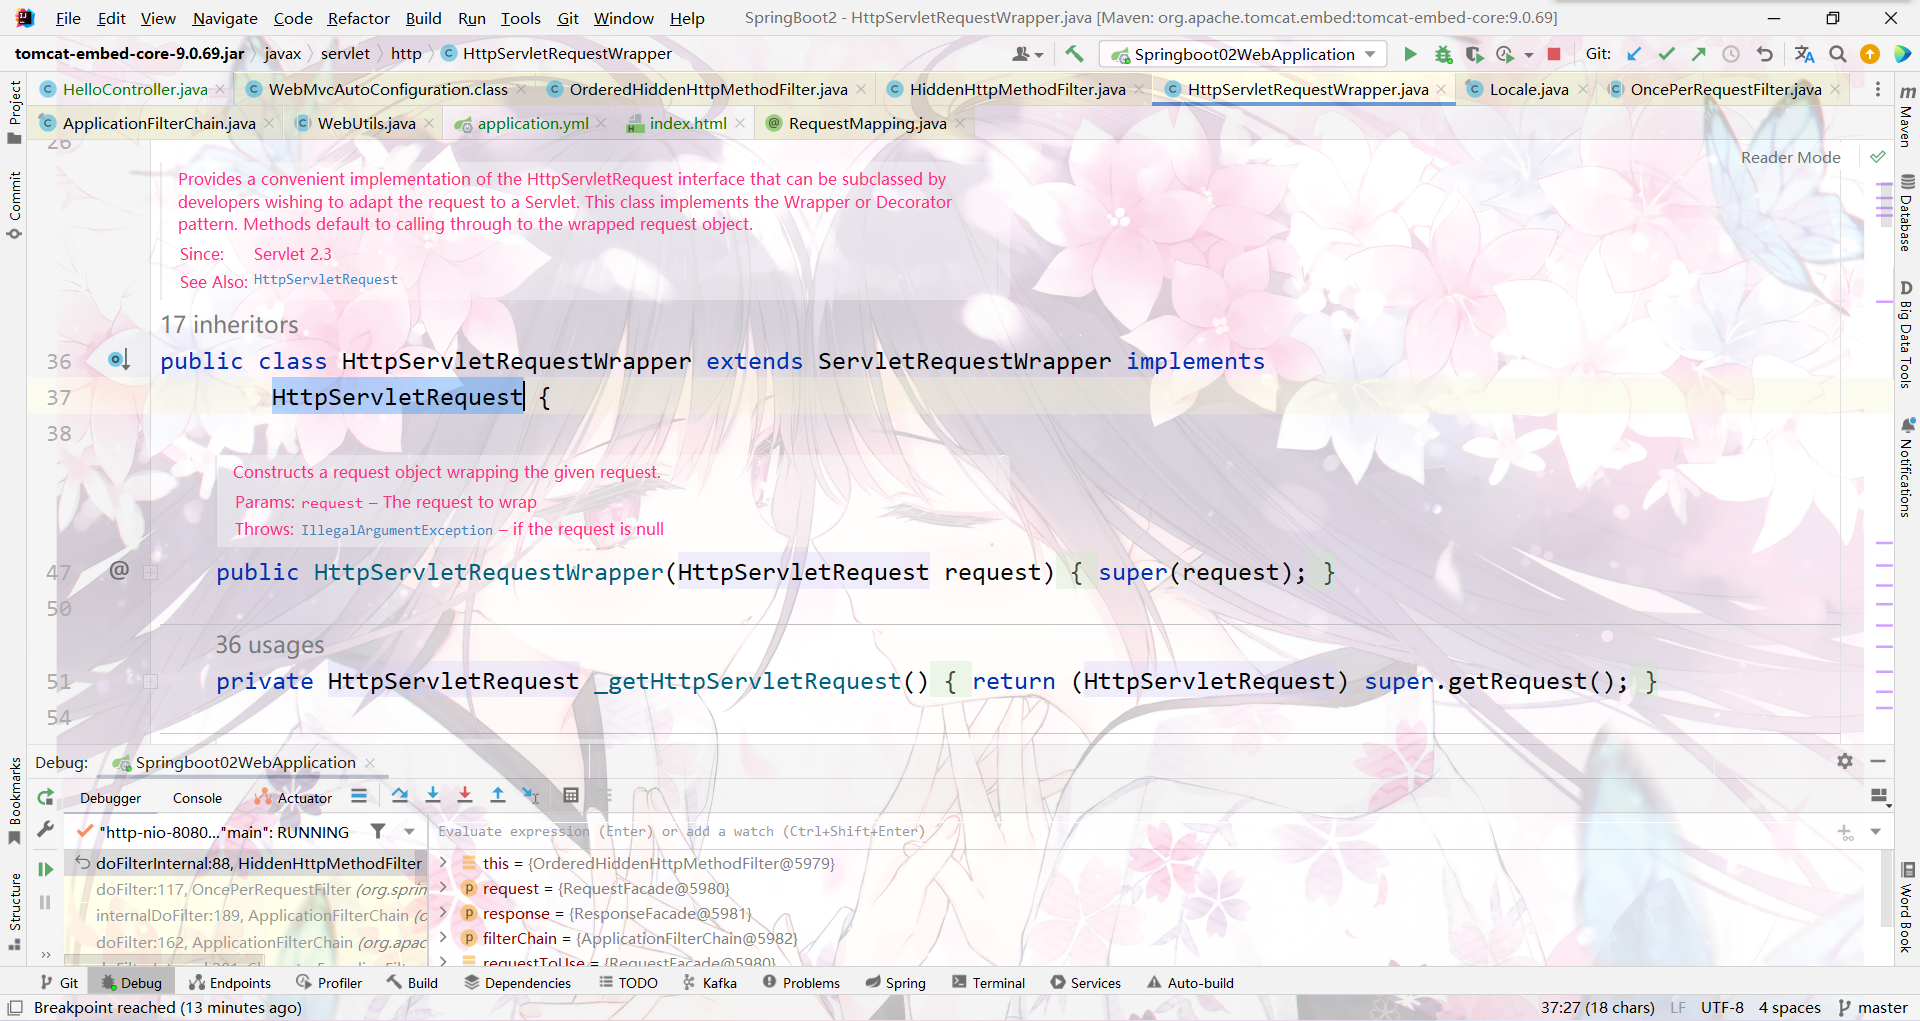 File Edit View Navigate Code Refactor Build Run Tools Git Window Help SpringBoot2 - HttpServletRequestWrapper.java [Maven: org.apache.tomcat.embed:tomcat-embed-core:9.0.69]
tomcat-embed-core-9.0.69.jar javax servlet http HttpServletRequestWrapper Springboot02WebApplication Git:
HelloController.java WebMvcAutoConfiguration.class OrderedHiddenHttpMethodFilter.java HiddenHttpMethodFilter.java HttpServletRequestWrapper.java Locale.java OncePerRequestFilter.java
ApplicationFilterChain.java WebUtils.java application.yml index.html RequestMapping.java
Project
Commit
Bookmarks
Structure
Maven
Database
Big Data Tools
Notifications
Word Book
26
Reader Mode
Provides a convenient implementation of the HttpServletRequest interface that can be subclassed by
developers wishing to adapt the request to a Servlet. This class implements the Wrapper or Decorator
pattern. Methods default to calling through to the wrapped request object.
Since: Servlet 2.3
See Also: HttpServletRequest
17 inheritors
36 public class HttpServletRequestWrapper extends ServletRequestWrapper implements
37 HttpServletRequest {
38
Constructs a request object wrapping the given request.
Params: request – The request to wrap
Throws: IllegalArgumentException – if the request is null
47 @ public HttpServletRequestWrapper(HttpServletRequest request) { super(request); }
50
36 usages
51 private HttpServletRequest _getHttpServletRequest() { return (HttpServletRequest) super.getRequest(); }
54
Debug: Springboot02WebApplication
Debugger Console Actuator
"http-nio-8080..."main": RUNNING Evaluate expression (Enter) or add a watch (Ctrl+Shift+Enter)
doFilterInternal:88, HiddenHttpMethodFilter
doFilter:117, OncePerRequestFilter (org.sprin
internalDoFilter:189, ApplicationFilterChain (o
doFilter:162, ApplicationFilterChain (org.apac
this = {OrderedHiddenHttpMethodFilter@5979}
request = {RequestFacade@5980}
response = {ResponseFacade@5981}
filterChain = {ApplicationFilterChain@5982}
requestToUse = {RequestFacade@5980}
Git Debug Endpoints Profiler Build Dependencies TODO Kafka Problems Spring Terminal Services Auto-build
Breakpoint reached (13 minutes ago) 37:27 (18 chars) LF UTF-8 4 spaces master